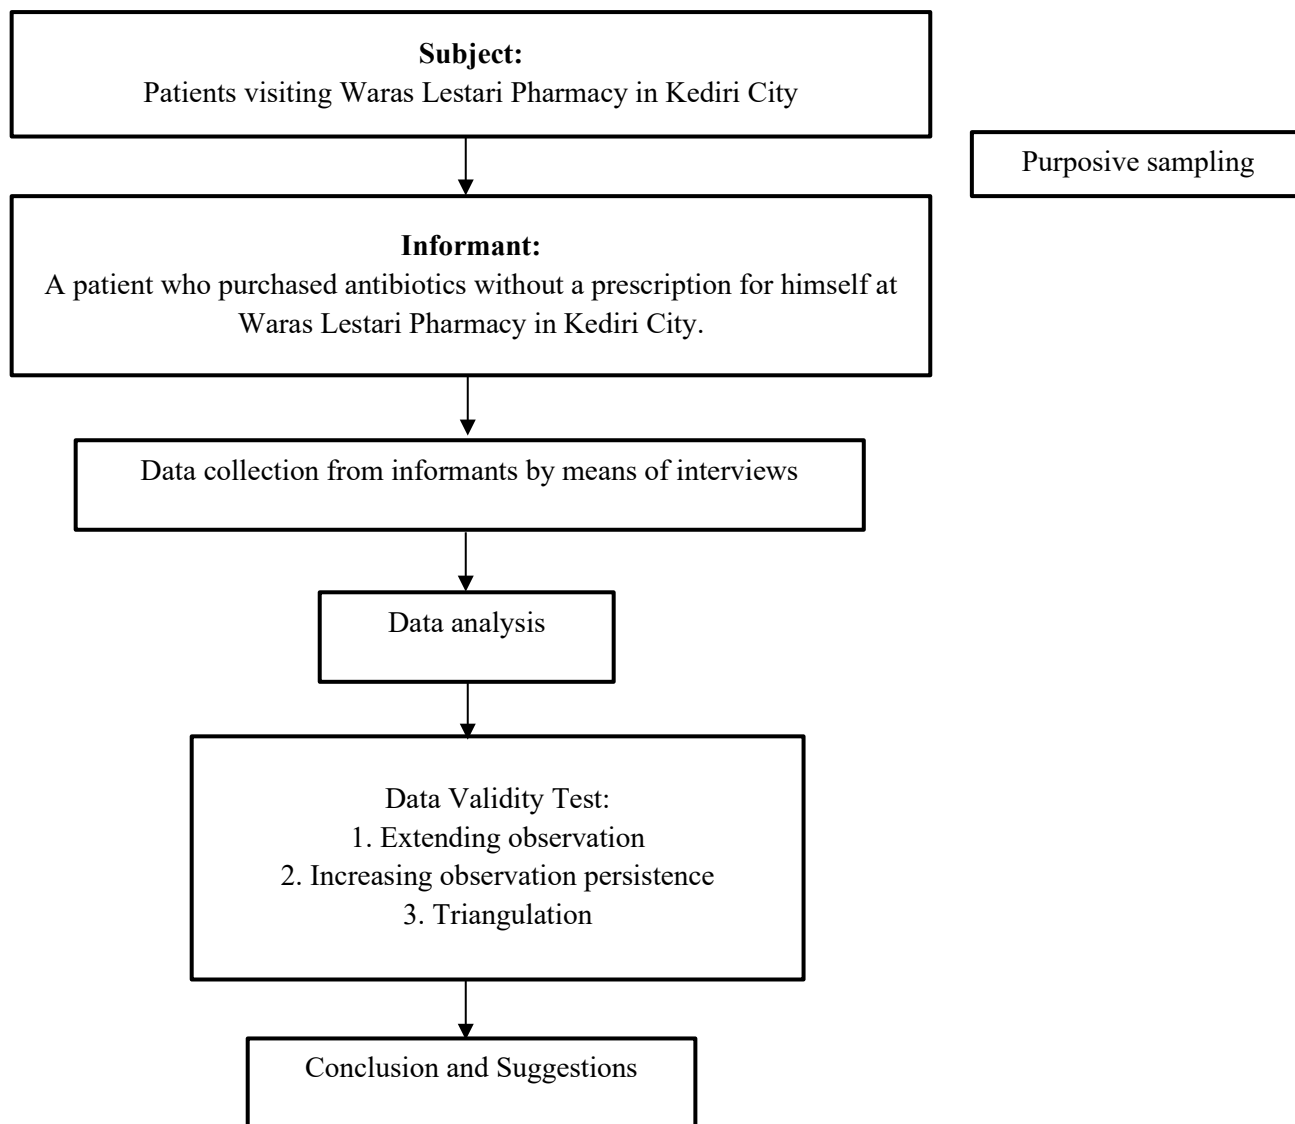 Subject:
Patients visiting Waras Lestari Pharmacy in Kediri City
Purposive sampling
Informant:
A patient who purchased antibiotics without a prescription for himself at
Waras Lestari Pharmacy in Kediri City.
Data collection from informants by means of interviews
Data analysis
Data Validity Test:
1. Extending observation
2. Increasing observation persistence
3. Triangulation
Conclusion and Suggestions